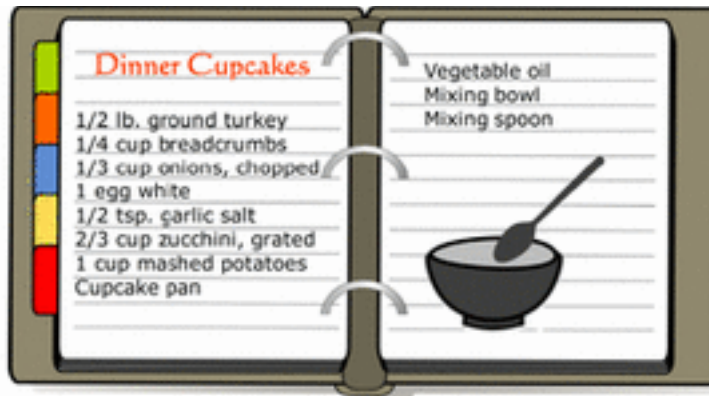 Dinner Cupcakes
1/2 lb. ground turkey
1/4 cup breadcrumbs
1/3 cup onions, chopped
1 egg white
1/2 tsp. garlic salt
2/3 cup zucchini, grated
1 cup mashed potatoes
Cupcake pan
Vegetable oil
Mixing bowl
Mixing spoon